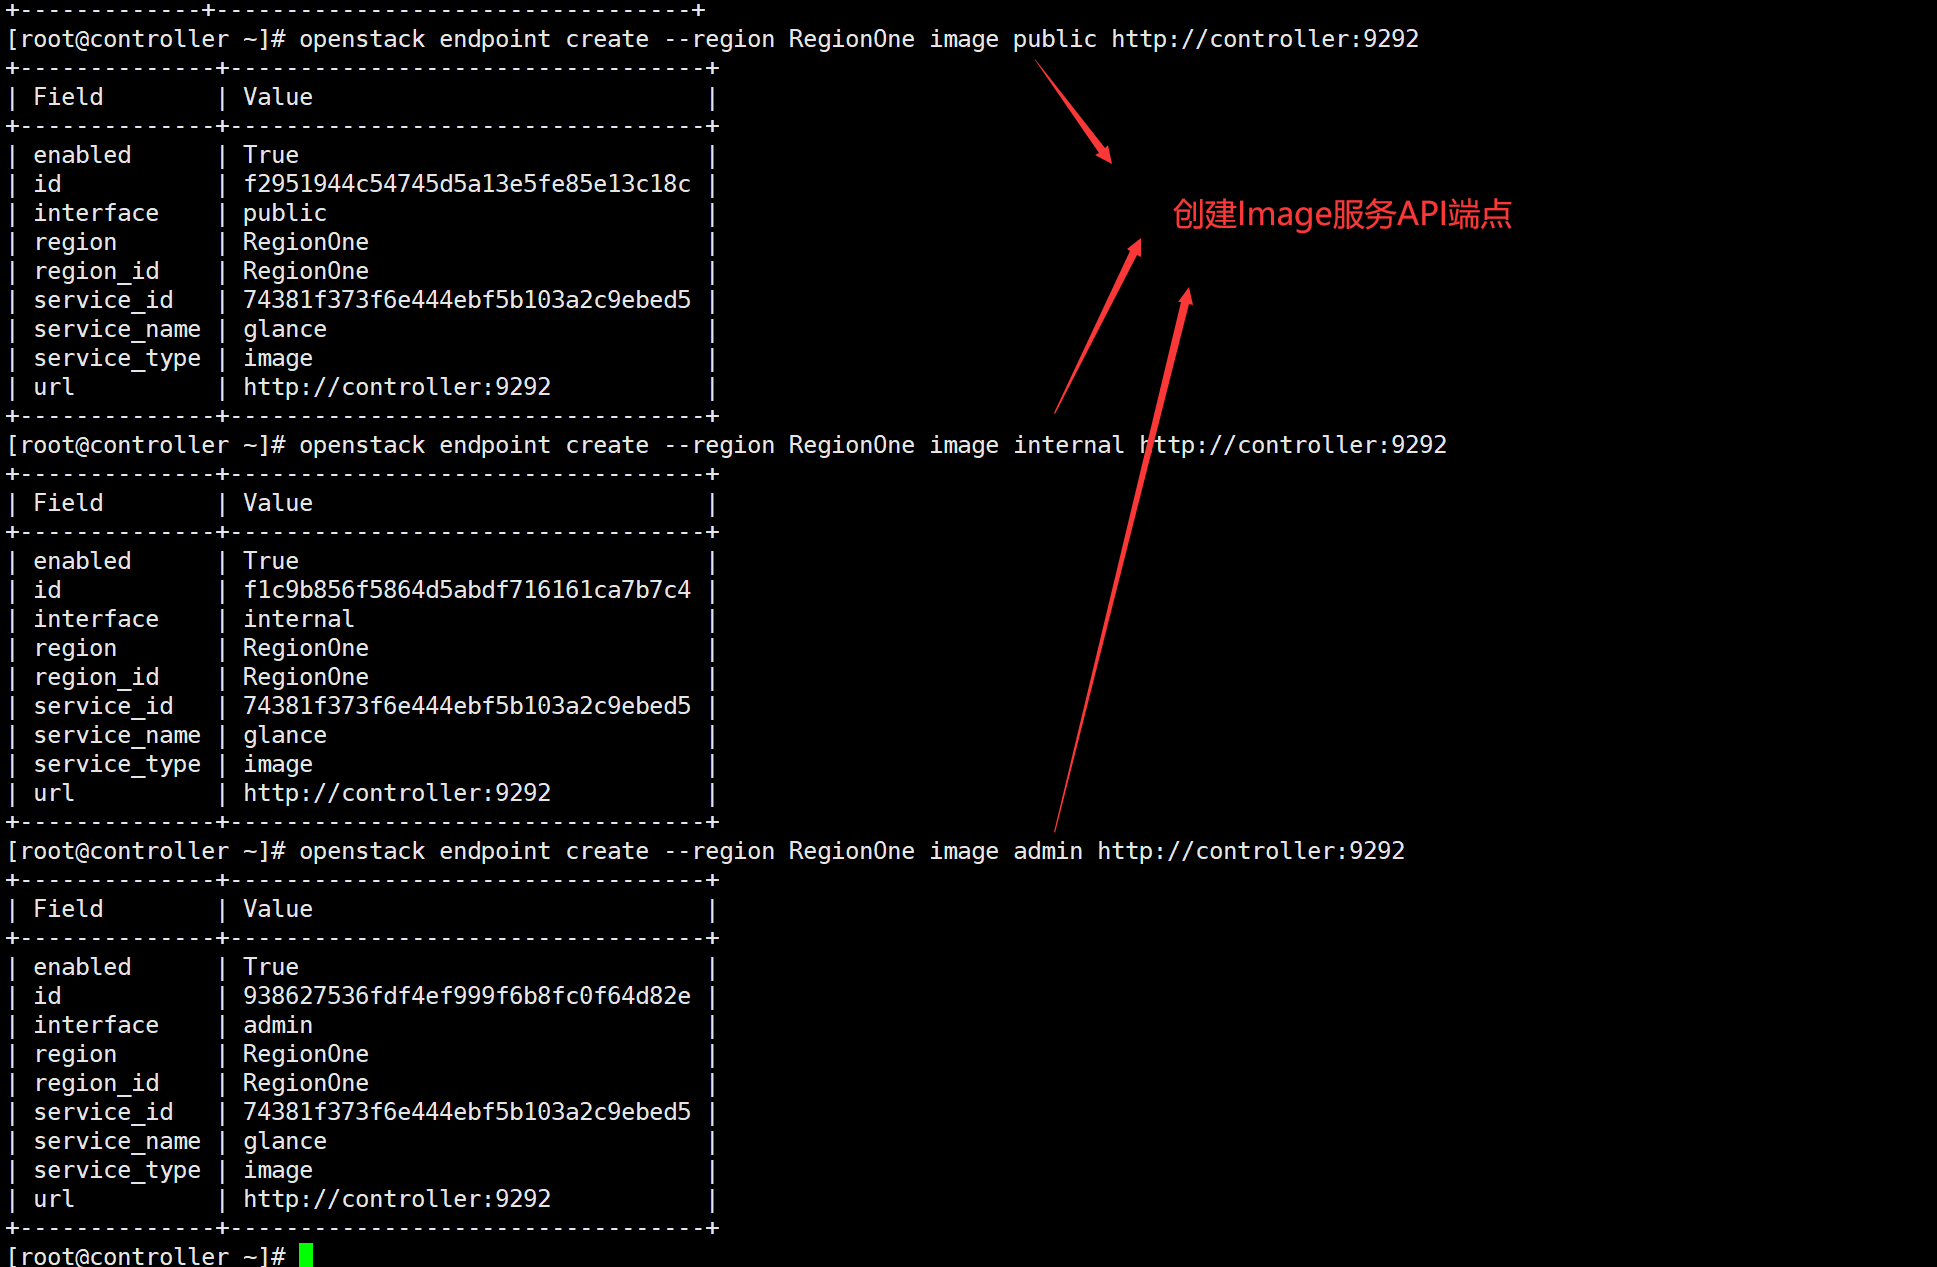 +-------------+----------------------------------+
[root@controller ~]# openstack endpoint create --region RegionOne image public http://controller:9292
+--------------+----------------------------------+
| Field        | Value                            |
+--------------+----------------------------------+
| enabled      | True                             |
| id           | f2951944c54745d5a13e5fe85e13c18c |
| interface    | public                           |
| region       | RegionOne                        |
| region_id    | RegionOne                        |
| service_id   | 74381f373f6e444ebf5b103a2c9ebed5 |
| service_name | glance                           |
| service_type | image                            |
| url          | http://controller:9292           |
+--------------+----------------------------------+
创建Image服务API端点
[root@controller ~]# openstack endpoint create --region RegionOne image internal http://controller:9292
+--------------+----------------------------------+
| Field        | Value                            |
+--------------+----------------------------------+
| enabled      | True                             |
| id           | f1c9b856f5864d5abdf716161ca7b7c4 |
| interface    | internal                         |
| region       | RegionOne                        |
| region_id    | RegionOne                        |
| service_id   | 74381f373f6e444ebf5b103a2c9ebed5 |
| service_name | glance                           |
| service_type | image                            |
| url          | http://controller:9292           |
+--------------+----------------------------------+
[root@controller ~]# openstack endpoint create --region RegionOne image admin http://controller:9292
+--------------+----------------------------------+
| Field        | Value                            |
+--------------+----------------------------------+
| enabled      | True                             |
| id           | 938627536fdf4ef999f6b8fc0f64d82e |
| interface    | admin                            |
| region       | RegionOne                        |
| region_id    | RegionOne                        |
| service_id   | 74381f373f6e444ebf5b103a2c9ebed5 |
| service_name | glance                           |
| service_type | image                            |
| url          | http://controller:9292           |
+--------------+----------------------------------+
[root@controller ~]#